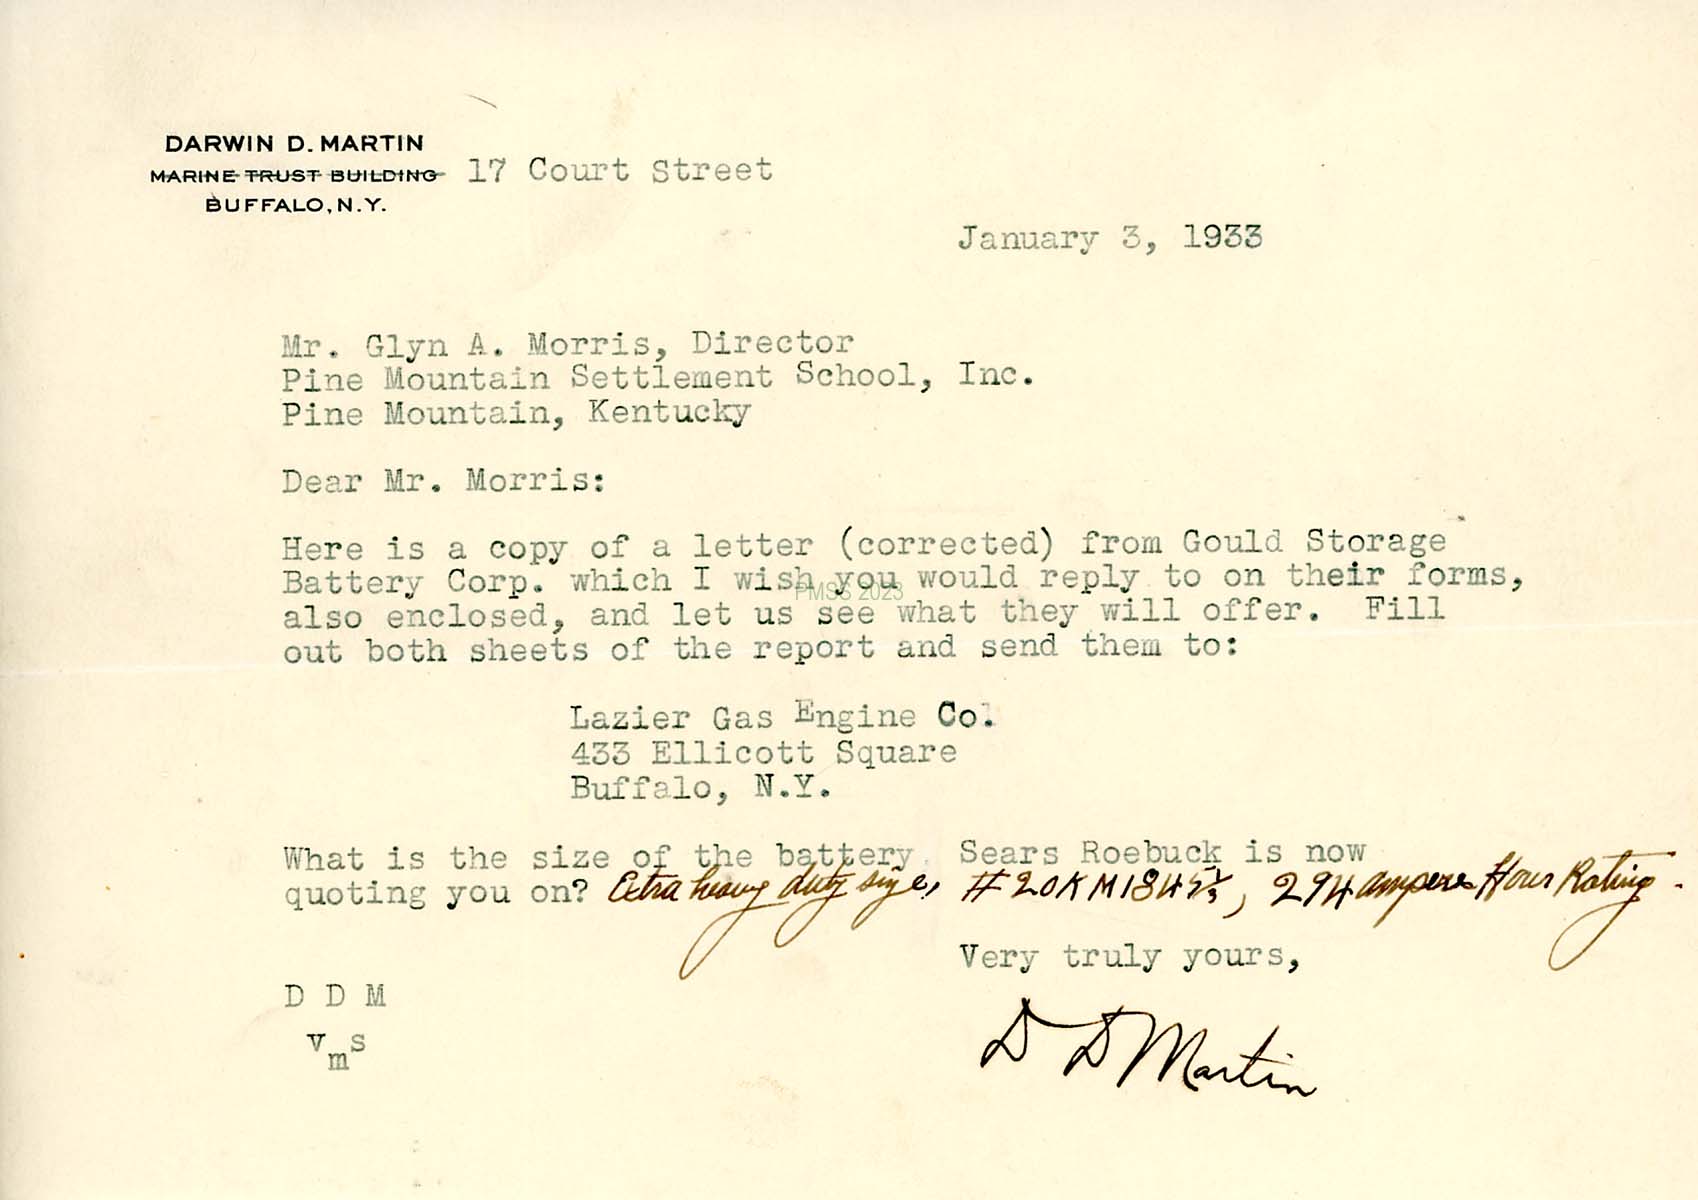 DARWIN D. MARTIN
MARINE TRUST BUILDING 17 Court Street
BUFFALO, N.Y.
January 3, 1933
Mr. Glyn A. Morris, Director
Pine Mountain Settlement School, Inc.
Pine Mountain, Kentucky
Dear Mr. Morris:
Here is a copy of a letter (corrected) from Gould Storage
Battery Corp. which I wish you would reply to on their forms,
PMSS 2023
also enclosed, and let us see what they will offer. Fill
out both sheets of the report and send them to:
Lazier Gas Engine Co.
433 Ellicott Square
Buffalo, N.Y.
What is the size of the battery Sears Roebuck is now
quoting you on? Extra heavy duty size, 294 ampere Hour Rating.
Very truly yours,
D D M
vms
D D Martin